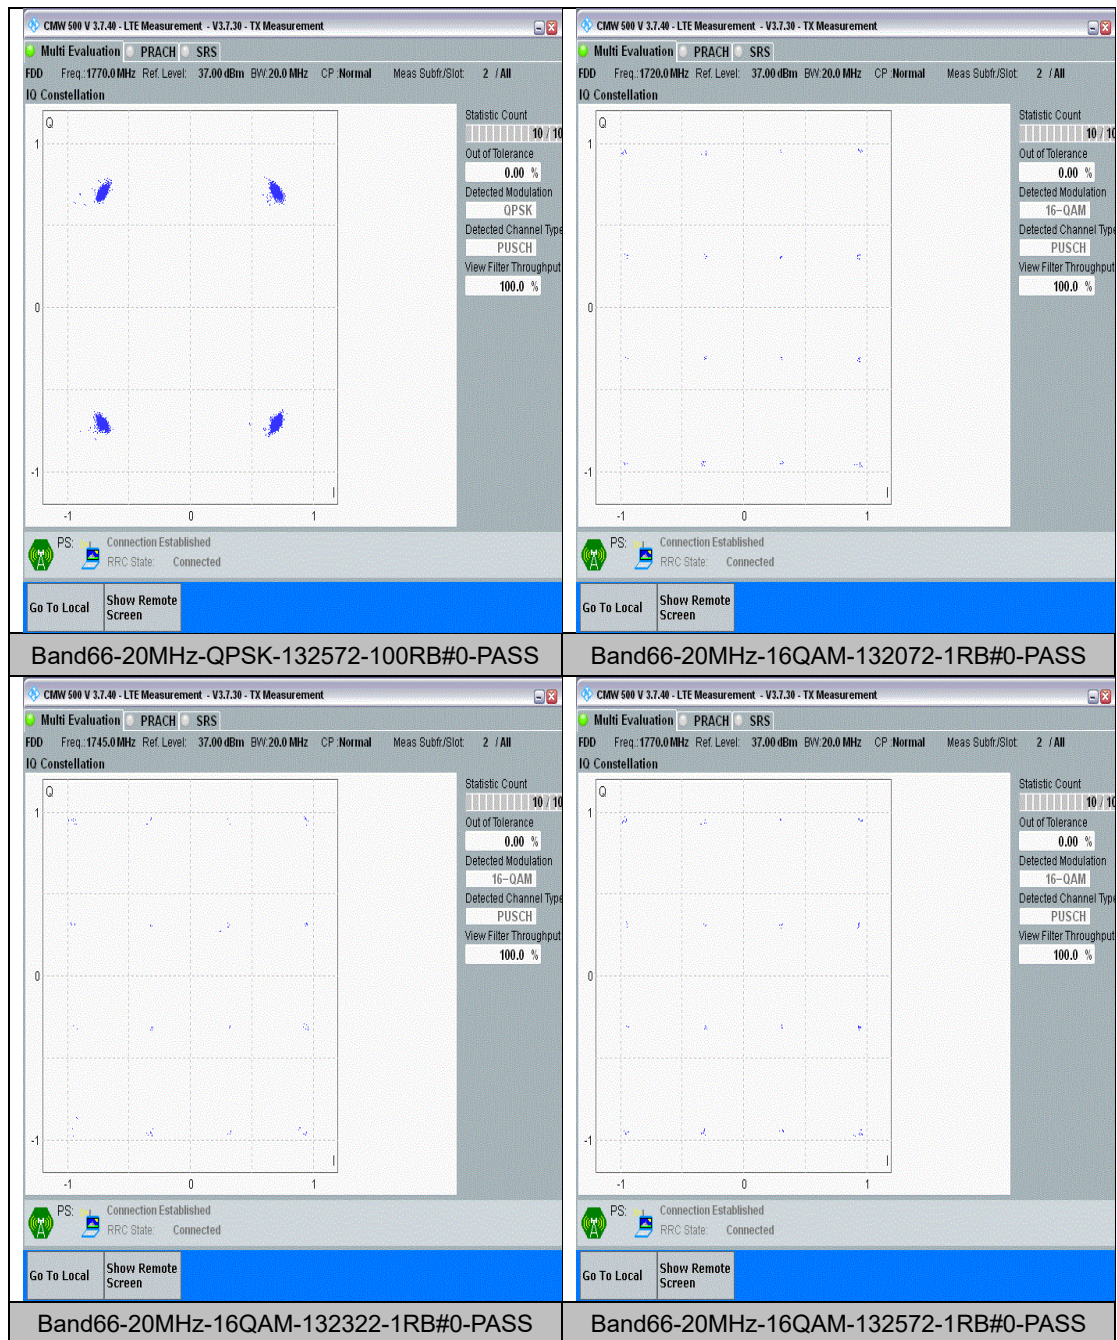 CMW 500 V 3.7.40 - LTE Measurement - V3.7.30 - TX Measurement
Multi Evaluation PRACH SRS
FDD Freq.:1770.0 MHz Ref. Level: 37.00 dBm BW:20.0 MHz CP :Normal Meas Subfr./Slot: 2 / All
IQ Constellation
Q
Statistic Count
10 / 10
Out of Tolerance
0.00 %
Detected Modulation
QPSK
Detected Channel Type
PUSCH
View Filter Throughput
100.0 %
1
0
-1
I
-1 0 1
PS: Connection Established
RRC State: Connected
Go To Local Show Remote
Screen
Band66-20MHz-QPSK-132572-100RB#0-PASS
CMW 500 V 3.7.40 - LTE Measurement - V3.7.30 - TX Measurement
Multi Evaluation PRACH SRS
FDD Freq.:1720.0 MHz Ref. Level: 37.00 dBm BW:20.0 MHz CP :Normal Meas Subfr./Slot: 2 / All
IQ Constellation
Q
Statistic Count
10 / 10
Out of Tolerance
0.00 %
Detected Modulation
16-QAM
Detected Channel Type
PUSCH
View Filter Throughput
100.0 %
1
0
-1
I
-1 0 1
PS: Connection Established
RRC State: Connected
Go To Local Show Remote
Screen
Band66-20MHz-16QAM-132072-1RB#0-PASS
CMW 500 V 3.7.40 - LTE Measurement - V3.7.30 - TX Measurement
Multi Evaluation PRACH SRS
FDD Freq.:1745.0 MHz Ref. Level: 37.00 dBm BW:20.0 MHz CP :Normal Meas Subfr./Slot: 2 / All
IQ Constellation
Q
Statistic Count
10 / 10
Out of Tolerance
0.00 %
Detected Modulation
16-QAM
Detected Channel Type
PUSCH
View Filter Throughput
100.0 %
1
0
-1
I
-1 0 1
PS: Connection Established
RRC State: Connected
Go To Local Show Remote
Screen
Band66-20MHz-16QAM-132322-1RB#0-PASS
CMW 500 V 3.7.40 - LTE Measurement - V3.7.30 - TX Measurement
Multi Evaluation PRACH SRS
FDD Freq.:1770.0 MHz Ref. Level: 37.00 dBm BW:20.0 MHz CP :Normal Meas Subfr./Slot: 2 / All
IQ Constellation
Q
Statistic Count
10 / 10
Out of Tolerance
0.00 %
Detected Modulation
16-QAM
Detected Channel Type
PUSCH
View Filter Throughput
100.0 %
1
0
-1
I
-1 0 1
PS: Connection Established
RRC State: Connected
Go To Local Show Remote
Screen
Band66-20MHz-16QAM-132572-1RB#0-PASS